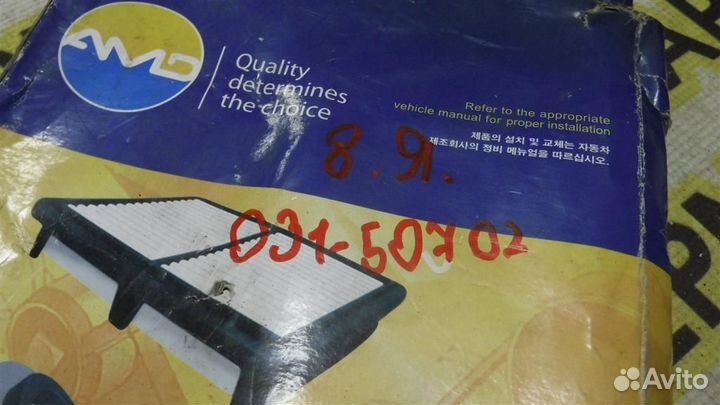 AMD
Quality
determines
the choice
Refer to the appropriate
vehicle manual for proper installation
제품의 설치 및 교체는 자동차
제조회사의 정비 메뉴얼을 따르십시오.
8.Я.
031-50702
Avito